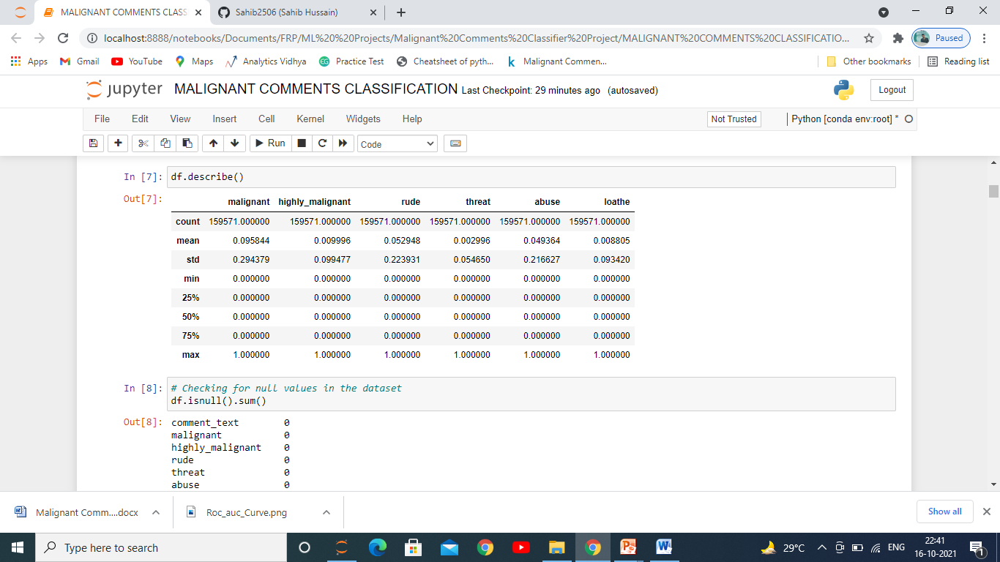 MALIGNANT COMMENTS CLASS
Sahib2506 (Sahib Hussain)
localhost:8888/notebooks/Documents/FRP/ML%20%20Projects/Malignant%20Comments%20Classifier%20Project/MALIGNANT%20COMMENTS%20CLASSIFICATIO...
Paused
Apps Gmail YouTube Maps Analytics Vidhya Practice Test Cheatsheet of pyth... Malignant Commen... Other bookmarks Reading list
jupyter MALIGNANT COMMENTS CLASSIFICATION Last Checkpoint: 29 minutes ago (autosaved) Logout
File Edit View Insert Cell Kernel Widgets Help Not Trusted Python [conda env:root] *
Run Code
In [7]: df.describe()
Out[7]:
malignant highly_malignant rude threat abuse loathe
count 159571.000000 159571.000000 159571.000000 159571.000000 159571.000000 159571.000000
mean 0.095844 0.009996 0.052948 0.002996 0.049364 0.008805
std 0.294379 0.099477 0.223931 0.054650 0.216627 0.093420
min 0.000000 0.000000 0.000000 0.000000 0.000000 0.000000
25% 0.000000 0.000000 0.000000 0.000000 0.000000 0.000000
50% 0.000000 0.000000 0.000000 0.000000 0.000000 0.000000
75% 0.000000 0.000000 0.000000 0.000000 0.000000 0.000000
max 1.000000 1.000000 1.000000 1.000000 1.000000 1.000000
In [8]: # Checking for null values in the dataset
df.isnull().sum()
Out[8]: comment_text 0
malignant 0
highly_malignant 0
rude 0
threat 0
abuse 0
Malignant Comm....docx Roc_auc_Curve.png Show all
Type here to search
29°C ENG 22:41
16-10-2021
1